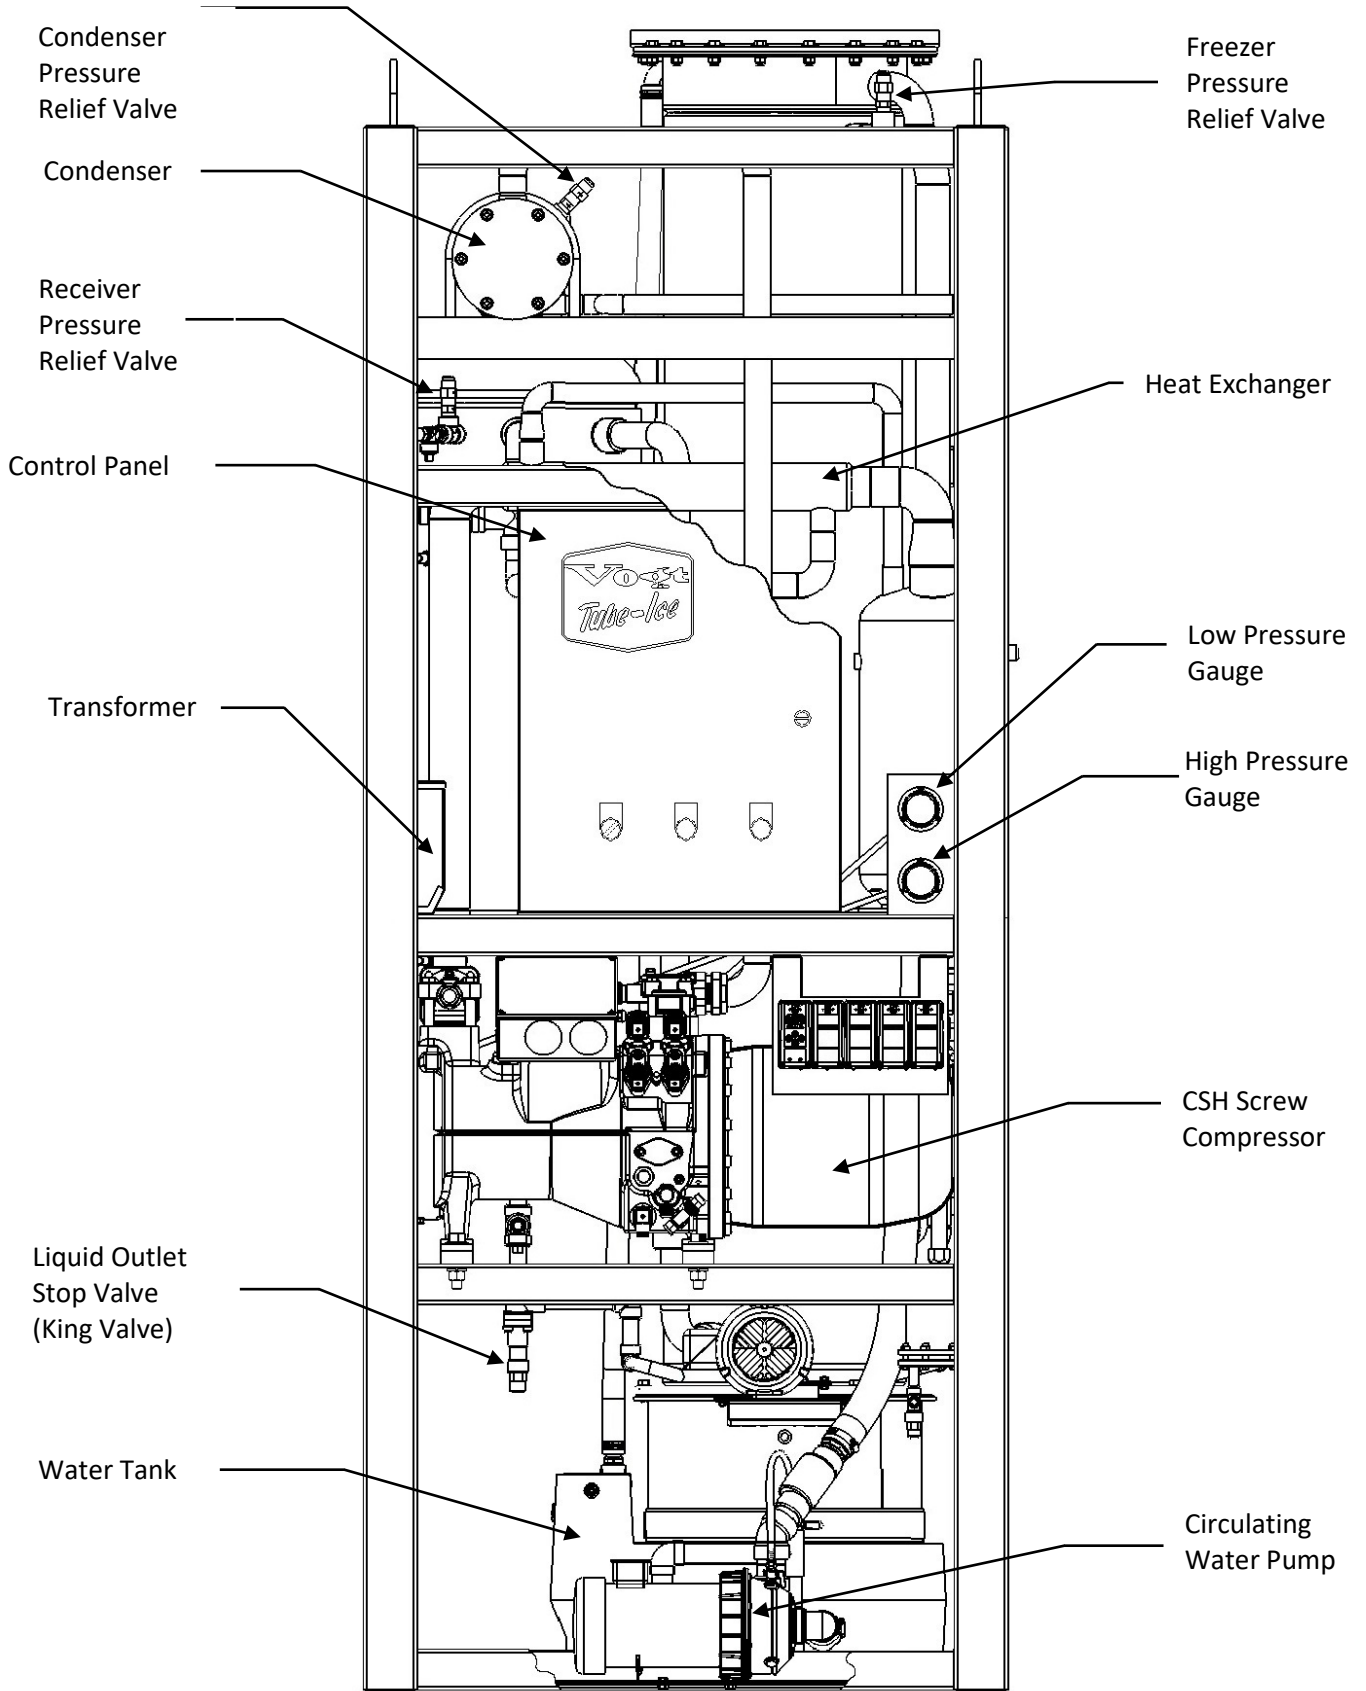 Condenser
Pressure
Relief Valve
Freezer
Pressure
Relief Valve
Condenser
Receiver
Pressure
Relief Valve
Heat Exchanger
Control Panel
Vogt
Tube-Ice
Low Pressure
Gauge
Transformer
High Pressure
Gauge
CSH Screw
Compressor
Liquid Outlet
Stop Valve
(King Valve)
Water Tank
Circulating
Water Pump